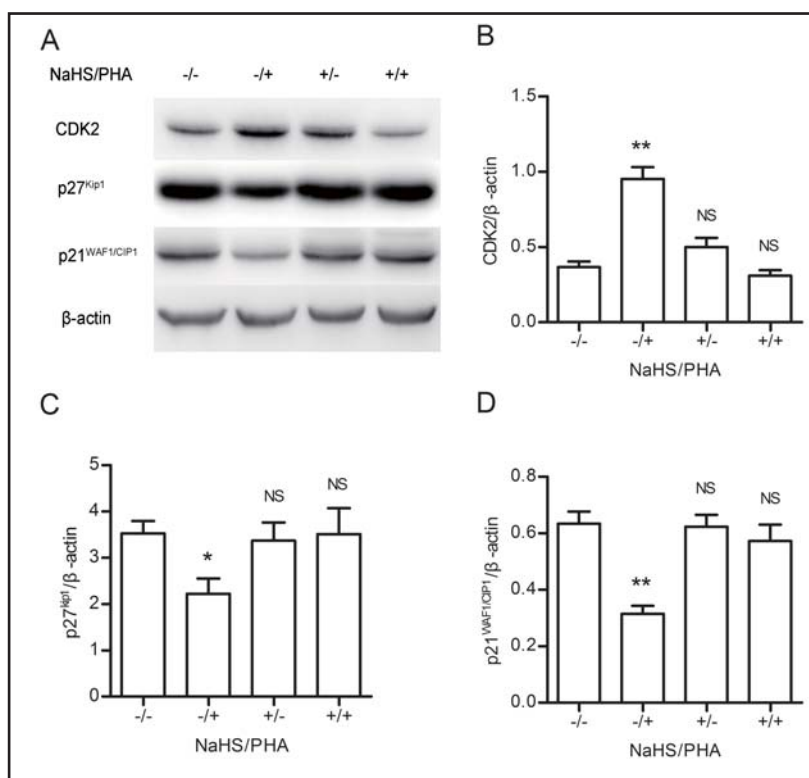 A
NaHS/PHA -/- -/+ +/- +/+
CDK2
p27Kip1
p21WAF1/CIP1
β-actin
B
CDK2/β -actin
1.5
1.0
0.5
0.0
**
NS
NS
-/- -/+ +/- +/+
NaHS/PHA
C
p27kip1/β -actin
5
4
3
2
1
0
*
NS
NS
-/- -/+ +/- +/+
NaHS/PHA
D
p21WAF1/CIP1/β -actin
0.8
0.6
0.4
0.2
0.0
**
NS
NS
-/- -/+ +/- +/+
NaHS/PHA